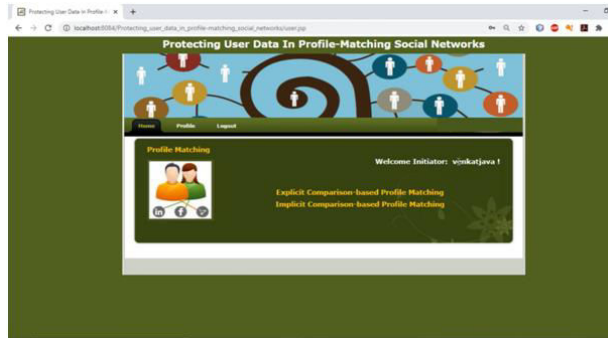 Protecting User Data in Profile-
localhost:8084/Protecting_user_data_in_profile-matching_social_networks/user.jsp
Protecting User Data In Profile-Matching Social Networks
Home Profile Logout
Profile Matching
Welcome Initiator: venkatjava !
Explicit Comparison-based Profile Matching
Implicit Comparison-based Profile Matching
in f